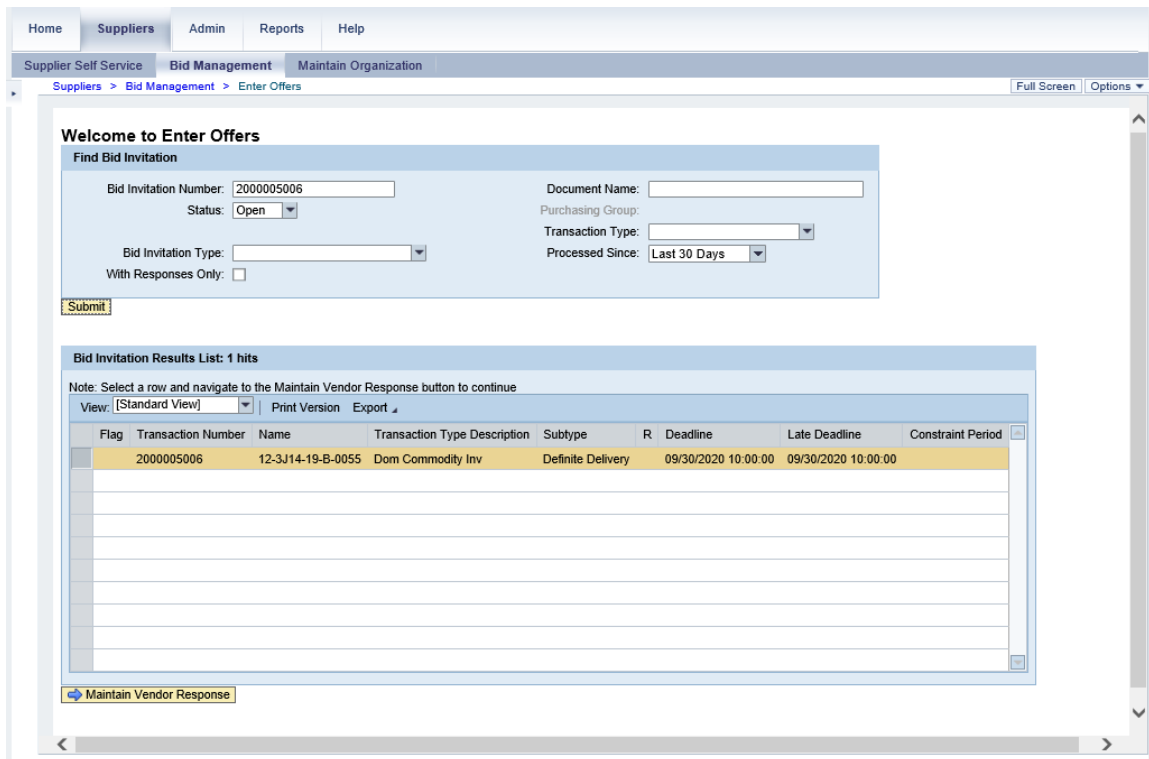 Home Suppliers Admin Reports Help
Supplier Self Service Bid Management Maintain Organization
Suppliers > Bid Management > Enter Offers Full Screen Options
Welcome to Enter Offers
Find Bid Invitation
Bid Invitation Number: 2000005006 Document Name:
Status: Open Purchasing Group:
Transaction Type:
Bid Invitation Type: Processed Since: Last 30 Days
With Responses Only:
Submit
Bid Invitation Results List: 1 hits
Note: Select a row and navigate to the Maintain Vendor Response button to continue
View: [Standard View] Print Version Export
Flag Transaction Number Name Transaction Type Description Subtype R Deadline Late Deadline Constraint Period
2000005006 12-3J14-19-B-0055 Dom Commodity Inv Definite Delivery 09/30/2020 10:00:00 09/30/2020 10:00:00
Maintain Vendor Response